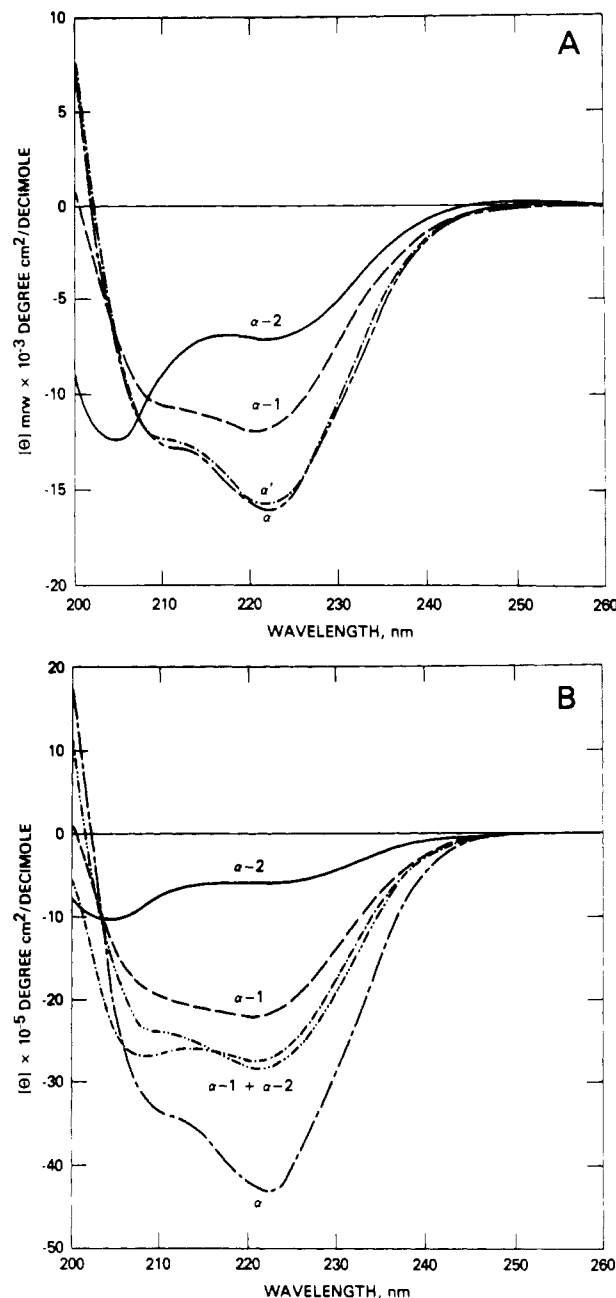 A
10
5
0
-5
-10
-15
-20
[Θ] mrw × 10⁻³ DEGREE cm²/DECIMOLE
α-2
α-1
α'
α
200 210 220 230 240 250 260
WAVELENGTH, nm
B
20
10
0
-10
-20
-30
-40
-50
[Θ] × 10⁻⁵ DEGREE cm²/DECIMOLE
α-2
α-1
α-1 + α-2
α
200 210 220 230 240 250 260
WAVELENGTH, nm